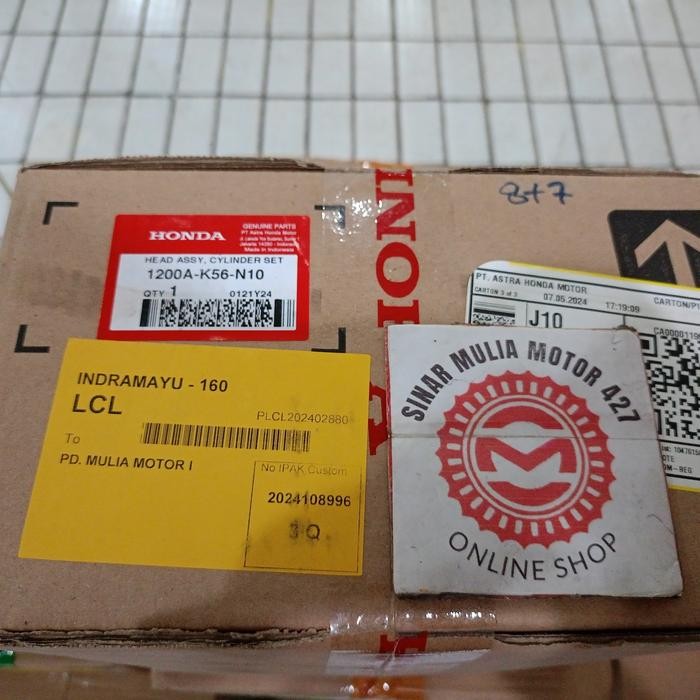 8+7
HONDA
GENUINE PARTS
PT Astra Honda Motor
Made in Indonesia
HEAD ASSY, CYLINDER SET
1200A-K56-N10
QTY 1 0121Y24
HON
PT. ASTRA HONDA MOTOR
CARTON 3 of 3
07.05.2024 17:19:09
J10
INDRAMAYU - 160
LCL
PLCL202402880
To
PD. MULIA MOTOR I
No IPAK Custom
2024108996
3 Q
SINAR MULIA MOTOR 427
ONLINE SHOP